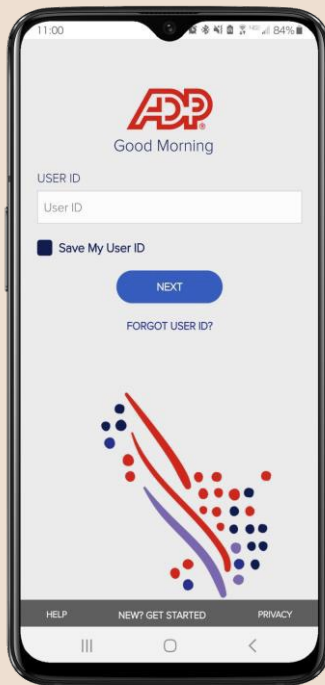 11:00
84%
ADP
Good Morning
USER ID
User ID
Save My User ID
NEXT
FORGOT USER ID?
HELP NEW? GET STARTED PRIVACY